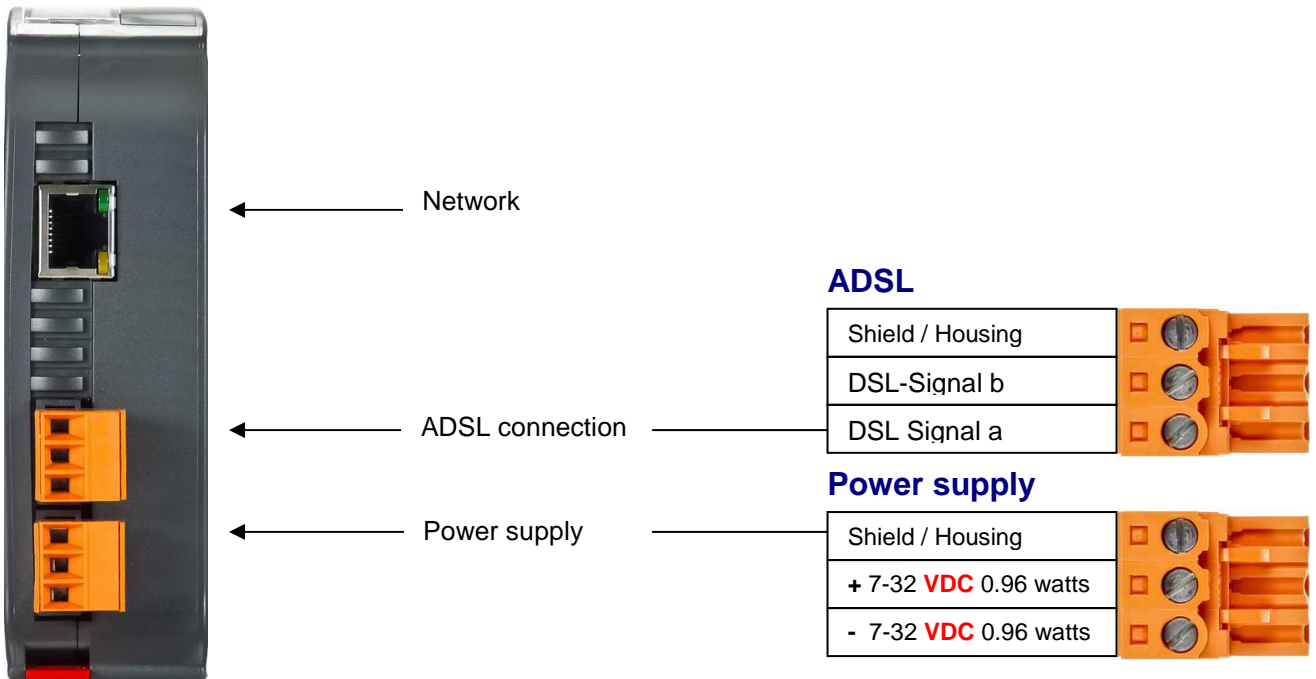 Network
ADSL
Shield / Housing
DSL-Signal b
ADSL connection
DSL Signal a
Power supply
Power supply
Shield / Housing
+ 7-32 VDC 0.96 watts
- 7-32 VDC 0.96 watts